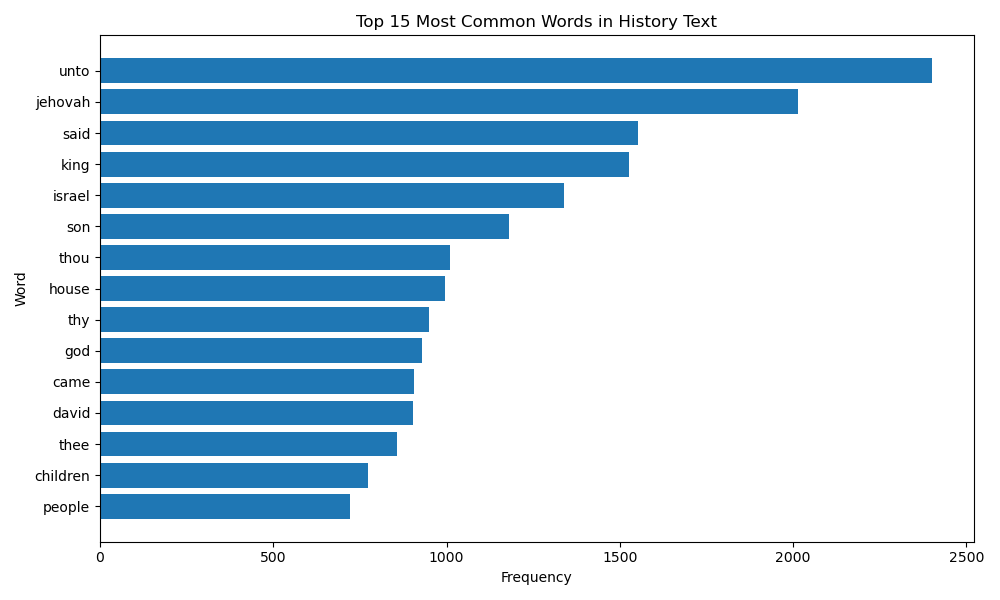 Top 15 Most Common Words in History Text
Word
unto
jehovah
said
king
israel
son
thou
house
thy
god
came
david
thee
children
people
0 500 1000 1500 2000 2500
Frequency